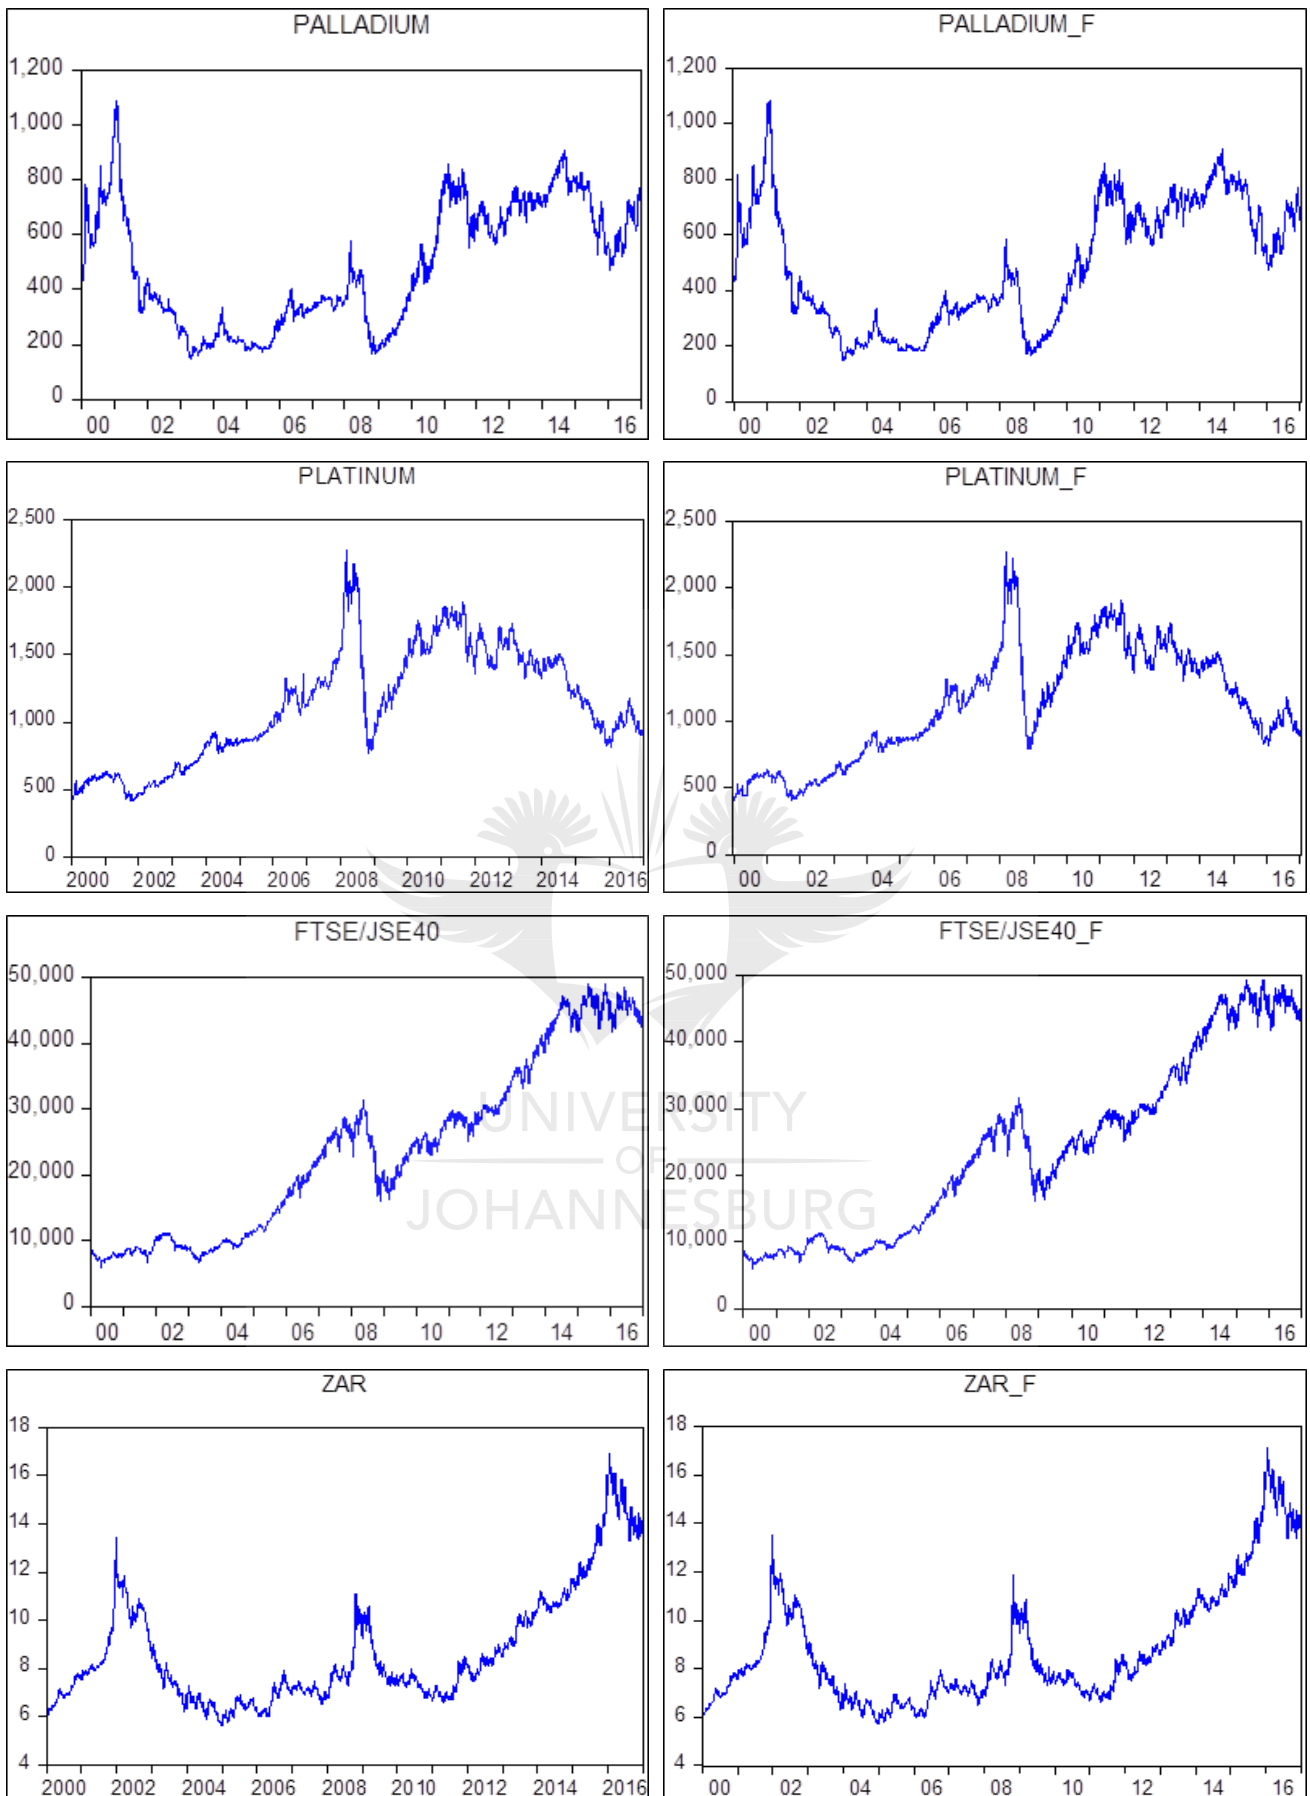 PALLADIUM
1,200
1,000
800
600
400
200
0
00 02 04 06 08 10 12 14 16
PALLADIUM_F
1,200
1,000
800
600
400
200
0
00 02 04 06 08 10 12 14 16
PLATINUM
2,500
2,000
1,500
1,000
500
0
2000 2002 2004 2006 2008 2010 2012 2014 2016
PLATINUM_F
2,500
2,000
1,500
1,000
500
0
00 02 04 06 08 10 12 14 16
FTSE/JSE40
50,000
40,000
30,000
20,000
10,000
0
00 02 04 06 08 10 12 14 16
FTSE/JSE40_F
50,000
40,000
30,000
20,000
10,000
0
00 02 04 06 08 10 12 14 16
UNIVERSITY
OF
JOHANNESBURG
ZAR
18
16
14
12
10
8
6
4
2000 2002 2004 2006 2008 2010 2012 2014 2016
ZAR_F
18
16
14
12
10
8
6
4
00 02 04 06 08 10 12 14 16